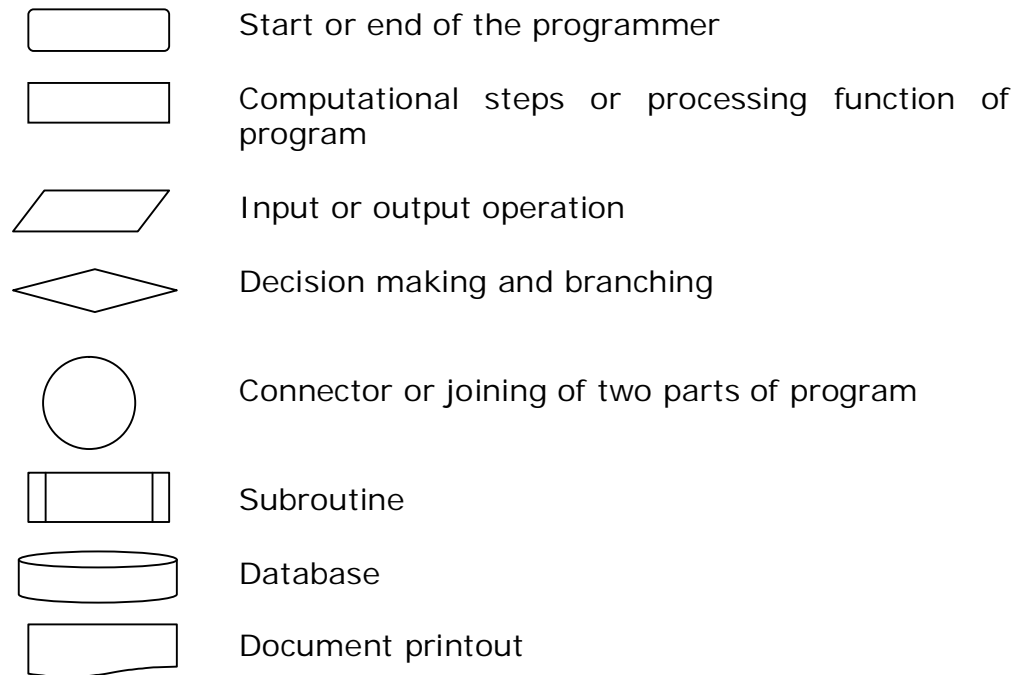 Start or end of the programmer
Computational steps or processing function of
program
Input or output operation
Decision making and branching
Connector or joining of two parts of program
Subroutine
Database
Document printout